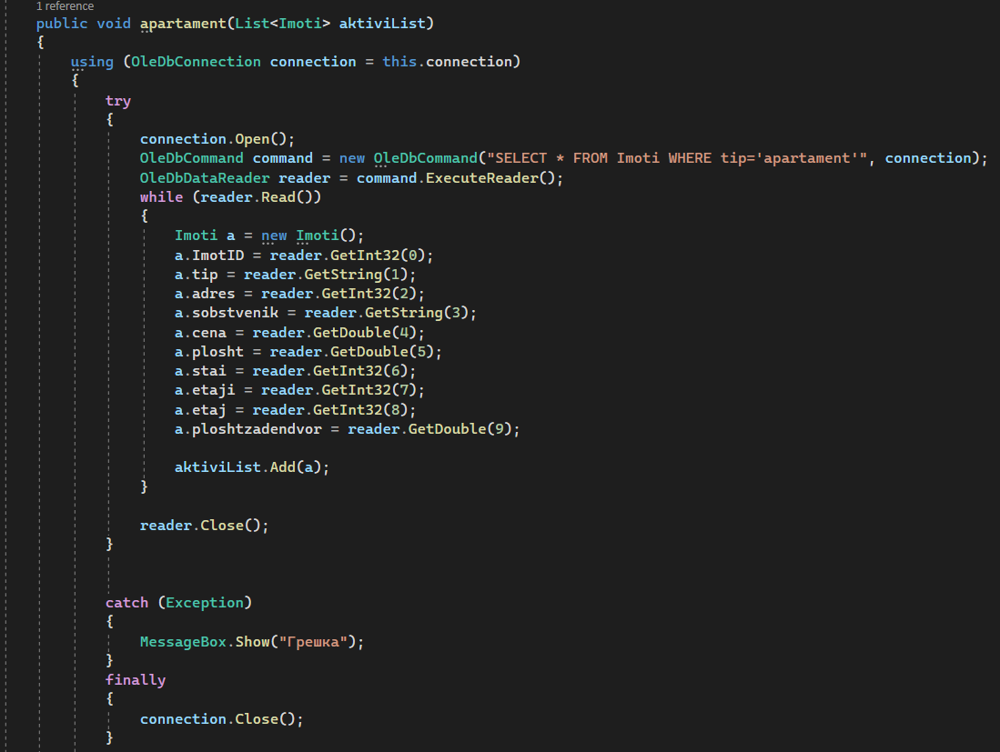 1 reference
public void apartament(List<Imoti> aktiviList)
{
using (OleDbConnection connection = this.connection)
{
try
{
connection.Open();
OleDbCommand command = new OleDbCommand("SELECT * FROM Imoti WHERE tip='apartament'", connection);
OleDbDataReader reader = command.ExecuteReader();
while (reader.Read())
{
Imoti a = new Imoti();
a.ImotID = reader.GetInt32(0);
a.tip = reader.GetString(1);
a.adres = reader.GetInt32(2);
a.sobstvenik = reader.GetString(3);
a.cena = reader.GetDouble(4);
a.plosht = reader.GetDouble(5);
a.stai = reader.GetInt32(6);
a.etaji = reader.GetInt32(7);
a.etaj = reader.GetInt32(8);
a.ploshtzadendvor = reader.GetDouble(9);
aktiviList.Add(a);
}
reader.Close();
}
catch (Exception)
{
MessageBox.Show("Грешка");
}
finally
{
connection.Close();
}